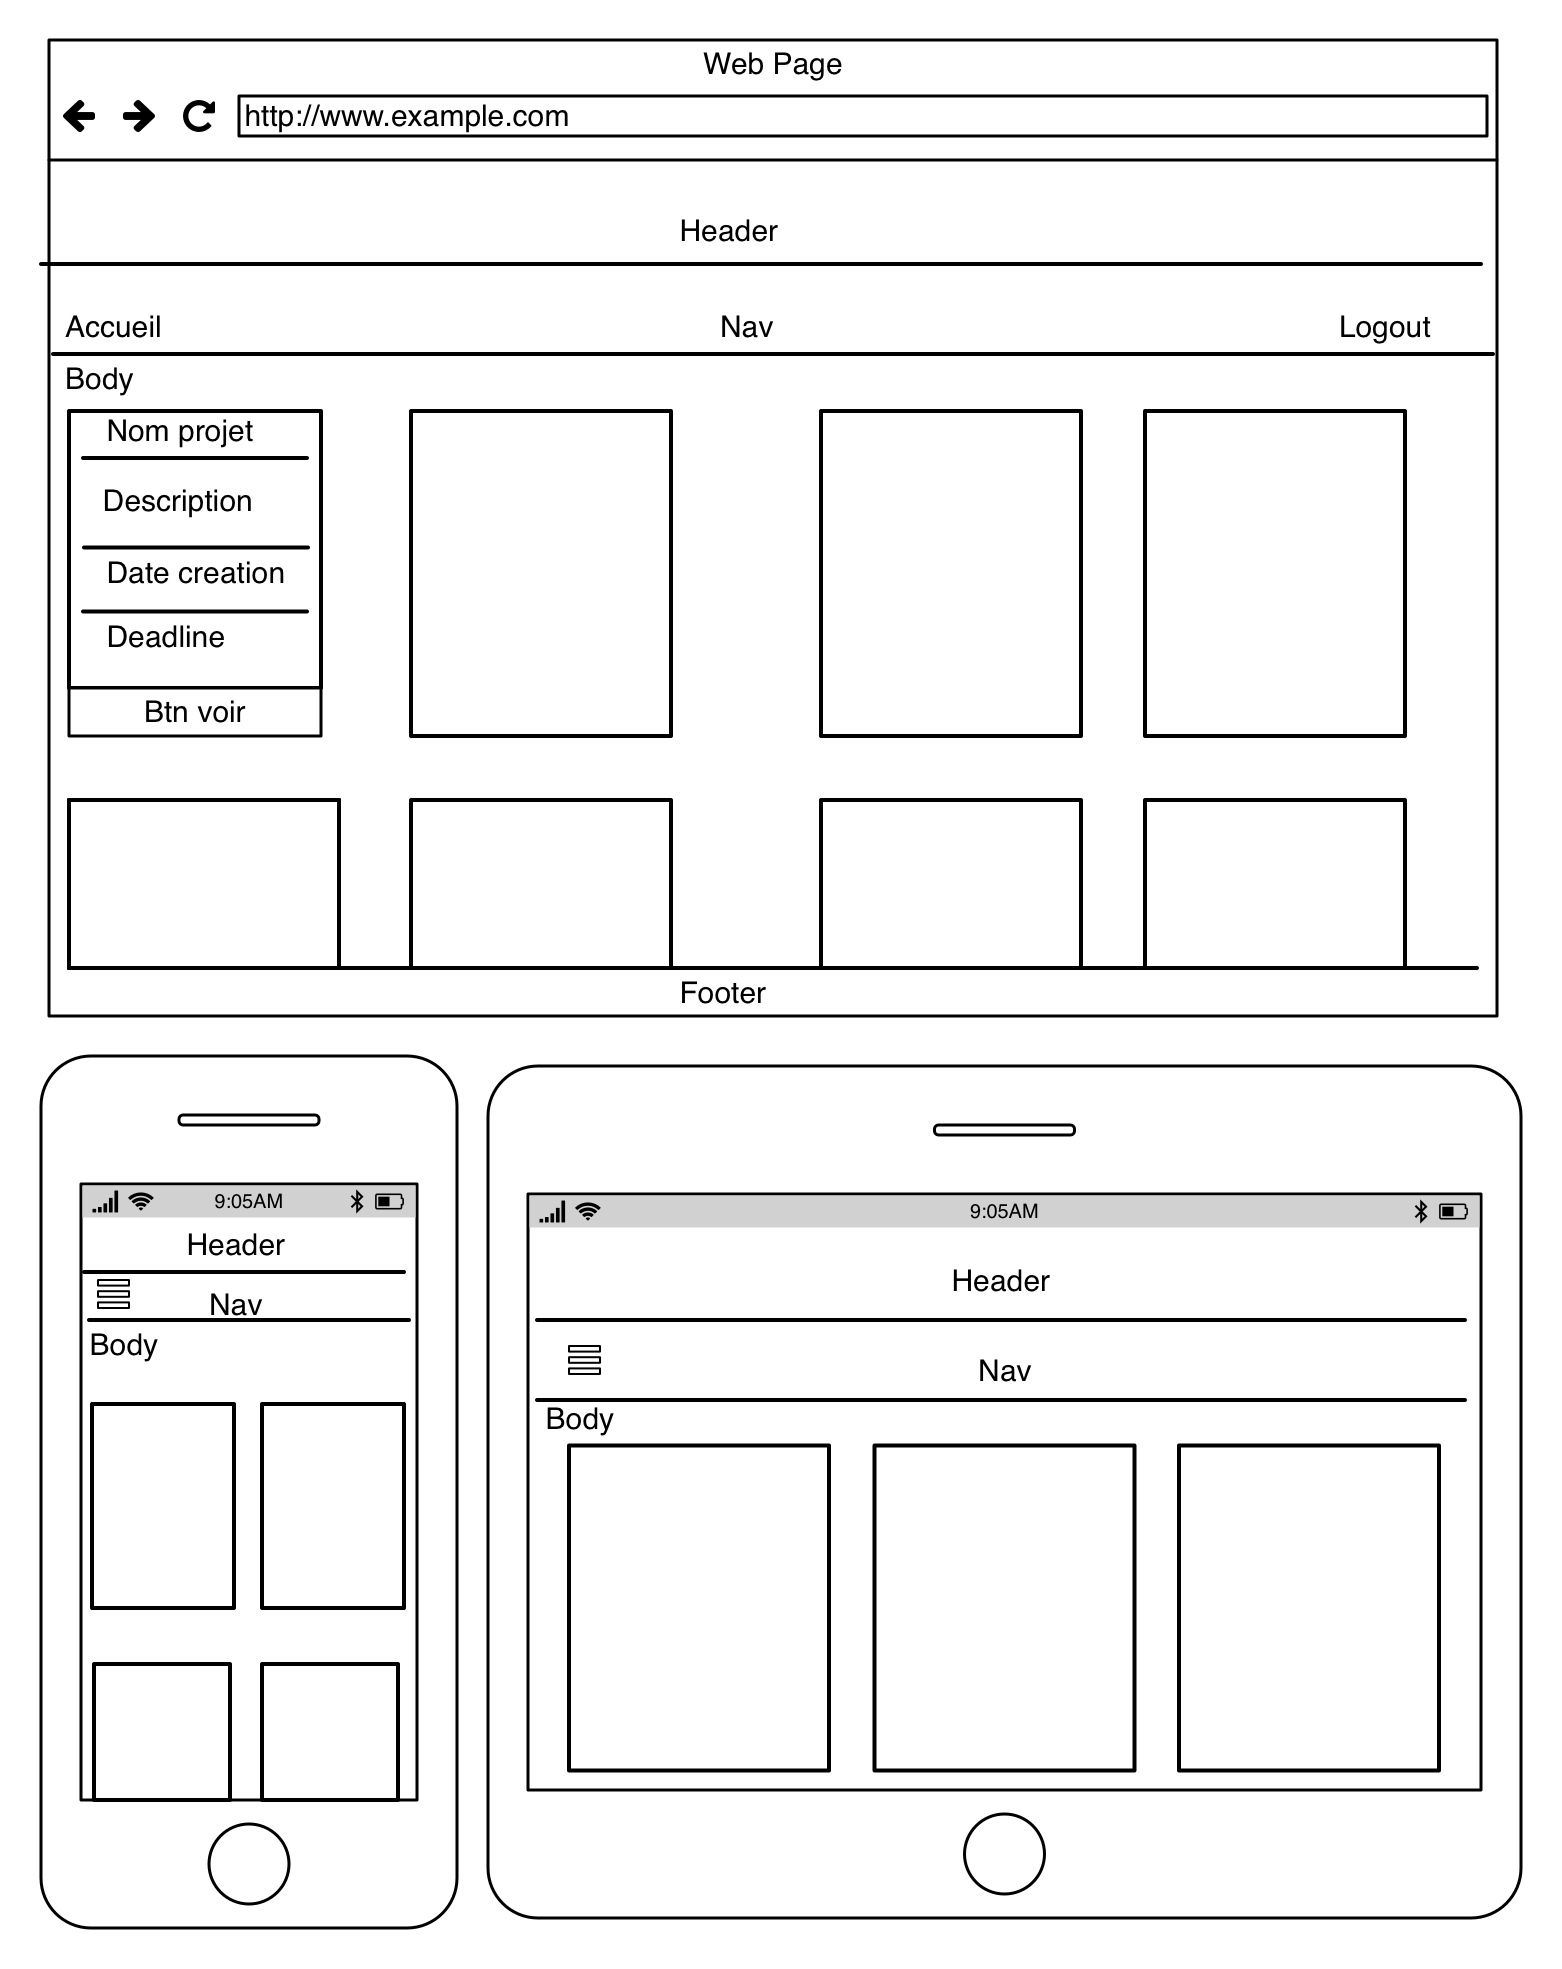 Web Page
http://www.example.com
Header
Accueil Nav Logout
Body
Nom projet
Description
Date creation
Deadline
Btn voir
Footer
9:05AM
Header
Nav
Body
9:05AM
Header
Nav
Body